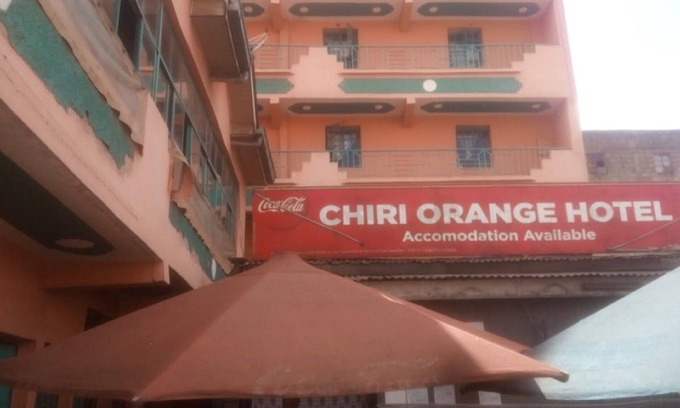 Coca-Cola
CHIRI ORANGE HOTEL
Accomodation Available